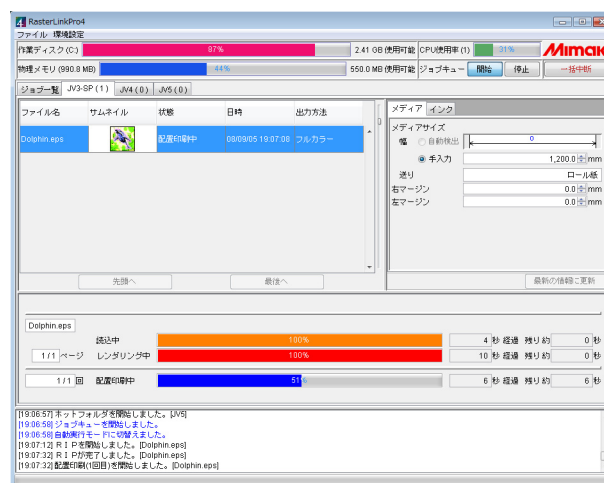 RasterLinkPro4
ファイル 環境設定
作業ディスク(C) 87% 2.41 GB 使用可能 CPU使用率(1) 31% Mimaki
物理メモリ (990.8 MB) 44% 550.0 MB 使用可能 ジョブキュー 開始 停止 一括中断
ジョブ一覧 JV3-SP(1) JV4(0) JV5(0)
ファイル名 サムネイル 状態 日時 出力方法
Dolphin.eps 配置印刷中 08/09/05 19:07:08 フルカラー
先頭へ 最後へ
メディア インク
メディアサイズ
幅 自動検出 0
手入力 1,200.0 mm
送り ロール紙
右マージン 0.0 mm
左マージン 0.0 mm
最新の情報に更新
Dolphin.eps
読込中 100% 4 秒 経過 残り 約 0 秒
1/1 ページ レンダリング中 100% 10 秒 経過 残り 約 0 秒
1/1 回 配置印刷中 51% 6 秒 経過 残り 約 6 秒
[19:06:57] ホットフォルダを開始しました。[JV5]
[19:06:58] ジョブキューを開始しました。
[19:06:58] 自動実行モードに切替えました。
[19:07:12] ＲＩＰを開始しました。[Dolphin.eps]
[19:07:32] ＲＩＰが完了しました。[Dolphin.eps]
[19:07:32] 配置印刷(1回目)を開始しました。[Dolphin.eps]